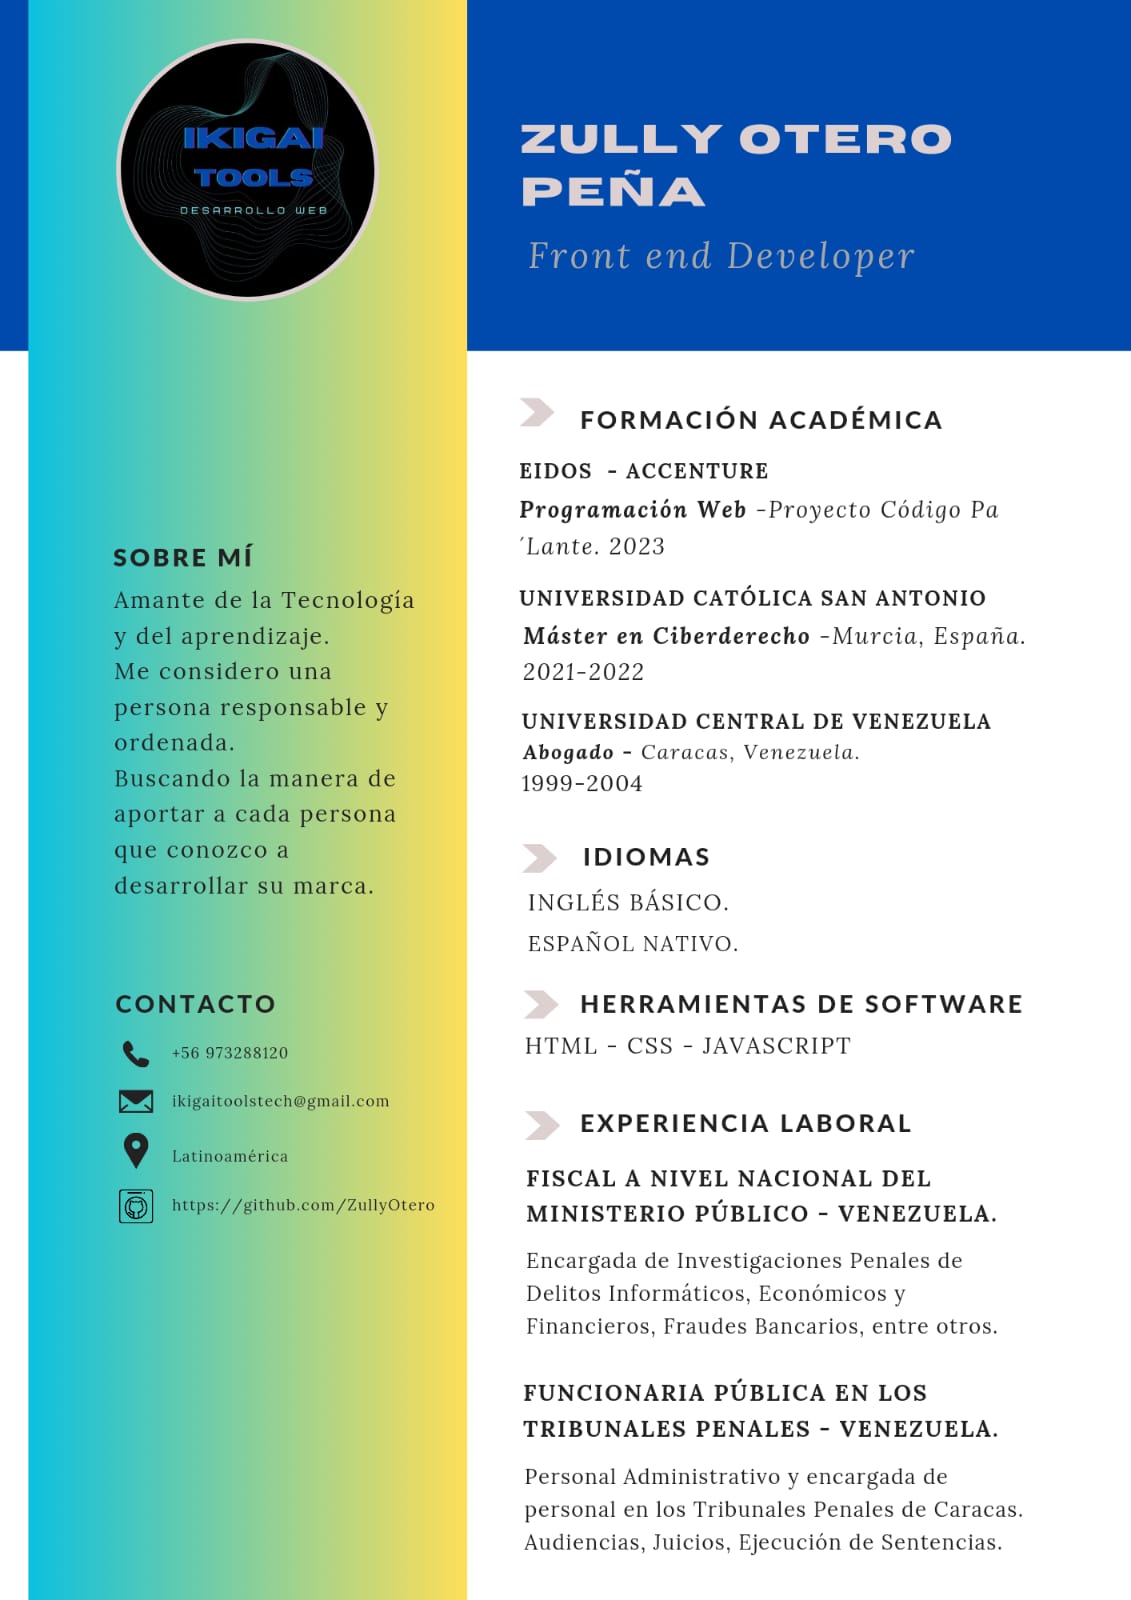 IKIGAI
TOOLS
DESARROLLO WEB
ZULLY OTERO
PEÑA
Front end Developer
SOBRE MÍ
Amante de la Tecnología
y del aprendizaje.
Me considero una
persona responsable y
ordenada.
Buscando la manera de
aportar a cada persona
que conozco a
desarrollar su marca.
CONTACTO
+56 973288120
ikigaitoolstech@gmail.com
Latinoamérica
https://github.com/ZullyOtero
FORMACIÓN ACADÉMICA
EIDOS - ACCENTURE
Programación Web -Proyecto Código Pa
´Lante. 2023
UNIVERSIDAD CATÓLICA SAN ANTONIO
Máster en Ciberderecho -Murcia, España.
2021-2022
UNIVERSIDAD CENTRAL DE VENEZUELA
Abogado - Caracas, Venezuela.
1999-2004
IDIOMAS
INGLÉS BÁSICO.
ESPAÑOL NATIVO.
HERRAMIENTAS DE SOFTWARE
HTML - CSS - JAVASCRIPT
EXPERIENCIA LABORAL
FISCAL A NIVEL NACIONAL DEL
MINISTERIO PÚBLICO - VENEZUELA.
Encargada de Investigaciones Penales de
Delitos Informáticos, Económicos y
Financieros, Fraudes Bancarios, entre otros.
FUNCIONARIA PÚBLICA EN LOS
TRIBUNALES PENALES - VENEZUELA.
Personal Administrativo y encargada de
personal en los Tribunales Penales de Caracas.
Audiencias, Juicios, Ejecución de Sentencias.